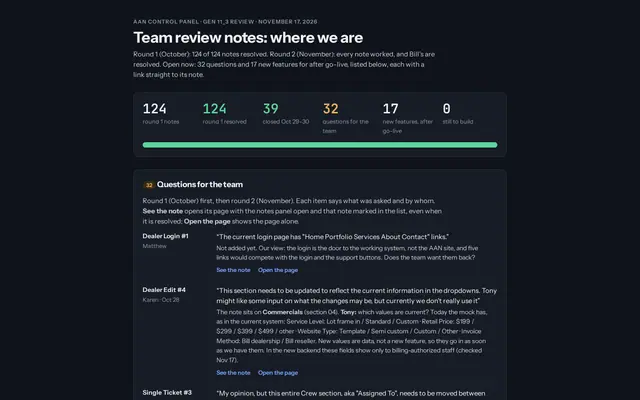 AAN CONTROL PANEL · GEN 11_3 REVIEW · NOVEMBER 17, 2026
Team review notes: where we are
Round 1 (October): 124 of 124 notes resolved. Round 2 (November): every note worked, and Bill's are
resolved. Open now: 32 questions and 17 new features for after go-live, listed below, each with a
link straight to its note.
124 124 39 32 17 0
round 1 notes round 1 resolved closed Oct 29–30 questions for the new features, after still to build
team go-live
32 Questions for the team
Round 1 (October) first, then round 2 (November). Each item says what was asked and by whom.
See the note opens its page with the notes panel open and that note marked in the list, even when
it is resolved; Open the page shows the page alone.
Dealer Login #1 "The current login page has "Home Portfolio Services About Contact" links."
Matthew Not added yet. Our view: the login is the door to the working system, not the AAN site, and five
links would compete with the login and the support buttons. Does the team want them back?
See the note Open the page
Dealer Edit #4 "This section needs to be updated to reflect the current information in the dropdowns. Tony
Karen · Oct 28 might like some input on what the changes may be, but currently we don't really use it"
The note sits on Commercials (section 04). Tony: which values are current? Today the mock has,
as in the current system: Service Level: Lot frame in / Standard / Custom · Retail Price: $199 /
$299 / $399 / $499 / other · Website Type: Template / Semi custom / Custom / Other · Invoice
Method: Bill dealership / Bill reseller. New values are data, not a new feature, so they go in as soon
as we have them. In the new backend these fields show only to billing-authorized staff (checked
Nov 17).
See the note Open the page
Single Ticket #3 "My opinion, but this entire Crew section, aka "Assigned To", needs to be moved between